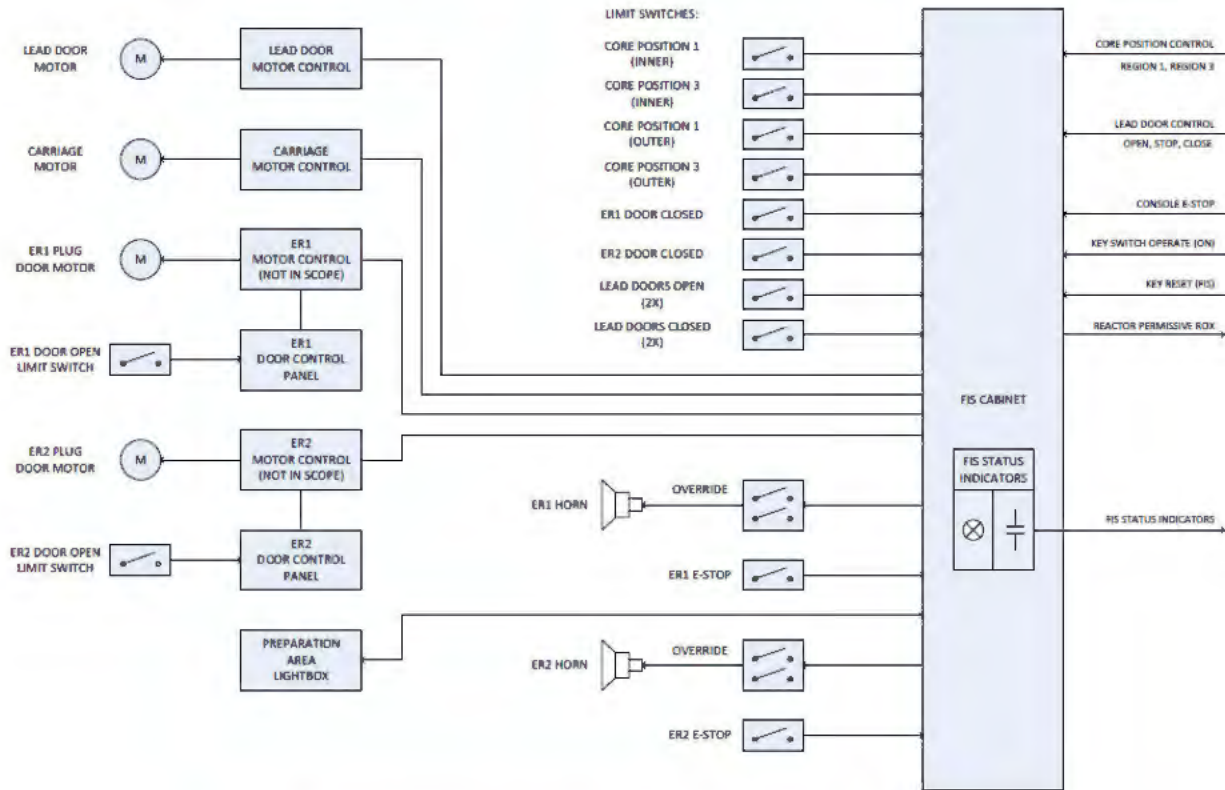 LEAD DOOR
MOTOR
M
LEAD DOOR
MOTOR CONTROL
CARRIAGE
MOTOR
M
CARRIAGE
MOTOR CONTROL
ER1 PLUG
DOOR MOTOR
M
ER1
MOTOR CONTROL
(NOT IN SCOPE)
ER1 DOOR OPEN
LIMIT SWITCH
ER1
DOOR CONTROL
PANEL
ER2 PLUG
DOOR MOTOR
M
ER2
MOTOR CONTROL
(NOT IN SCOPE)
ER2 DOOR OPEN
LIMIT SWITCH
ER2
DOOR CONTROL
PANEL
PREPARATION
AREA
LIGHTBOX
LIMIT SWITCHES:
CORE POSITION 1
(INNER)
CORE POSITION 3
(INNER)
CORE POSITION 1
(OUTER)
CORE POSITION 3
(OUTER)
ER1 DOOR CLOSED
ER2 DOOR CLOSED
LEAD DOORS OPEN
(2X)
LEAD DOORS CLOSED
(2X)
ER1 HORN
OVERRIDE
ER1 E-STOP
ER2 HORN
OVERRIDE
ER2 E-STOP
FIS CABINET
FIS STATUS
INDICATORS
CORE POSITION CONTROL
REGION 1, REGION 3
LEAD DOOR CONTROL
OPEN, STOP, CLOSE
CONSOLE E-STOP
KEY SWITCH OPERATE (ON)
KEY RESET (FIS)
REACTOR PERMISSIVE ROX
FIS STATUS INDICATORS